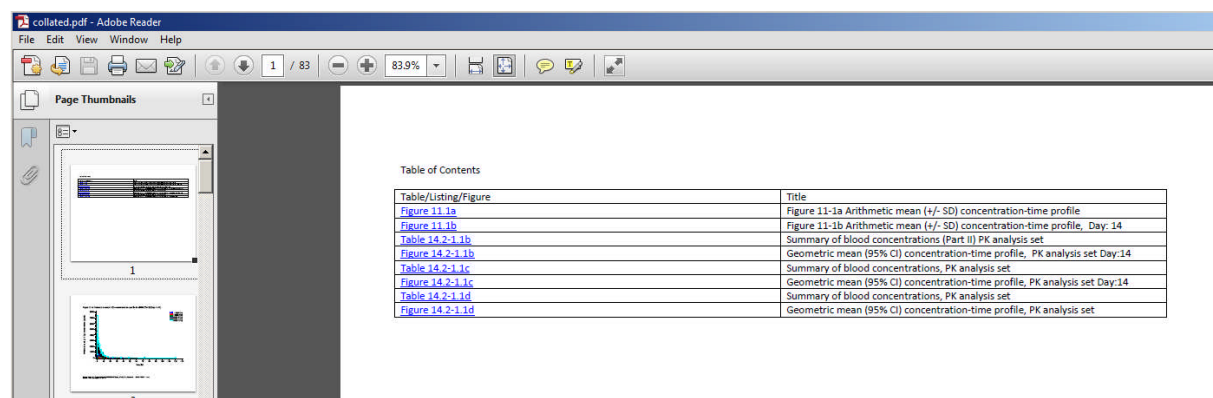 collated.pdf - Adobe Reader
File Edit View Window Help
1 / 83 83.9%
Page Thumbnails
1
Table of Contents
Table/Listing/Figure Title
Figure 11.1a Figure 11-1a Arithmetic mean (+/- SD) concentration-time profile
Figure 11.1b Figure 11-1b Arithmetic mean (+/- SD) concentration-time profile, Day: 14
Table 14.2-1.1b Summary of blood concentrations (Part II) PK analysis set
Figure 14.2-1.1b Geometric mean (95% CI) concentration-time profile, PK analysis set Day:14
Table 14.2-1.1c Summary of blood concentrations, PK analysis set
Figure 14.2-1.1c Geometric mean (95% CI) concentration-time profile, PK analysis set Day:14
Table 14.2-1.1d Summary of blood concentrations, PK analysis set
Figure 14.2-1.1d Geometric mean (95% CI) concentration-time profile, PK analysis set